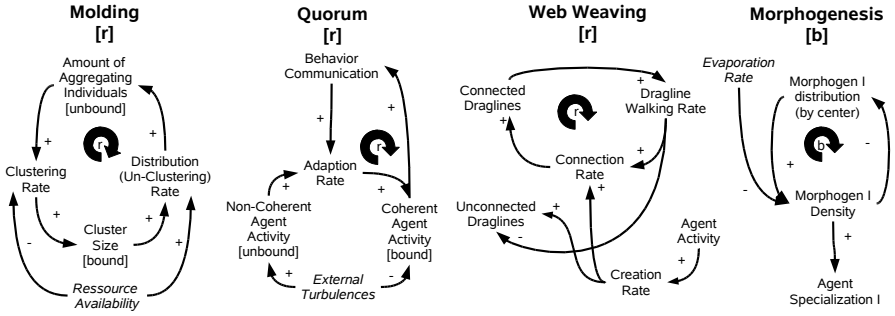 Molding
[r]
Amount of
Aggregating
Individuals
[unbound]
+
+
r
Clustering
Rate
Distribution
(Un-Clustering)
Rate
+
+
Cluster
Size
[bound]
-
+
Ressource
Availability
Quorum
[r]
Behavior
Communication
+
+
r
Adaption
Rate
+
+
Non-Coherent
Agent
Activity
[unbound]
Coherent
Agent
Activity
[bound]
+
-
External
Turbulences
Web Weaving
[r]
+
Connected
Draglines
Dragline
Walking Rate
r
+
+
Connection
Rate
Unconnected
Draglines
+
+
-
Agent
Activity
+
Creation
Rate
Morphogenesis
[b]
Evaporation
Rate
Morphogen I
distribution
(by center)
b
-
+
-
Morphogen I
Density
+
Agent
Specialization I